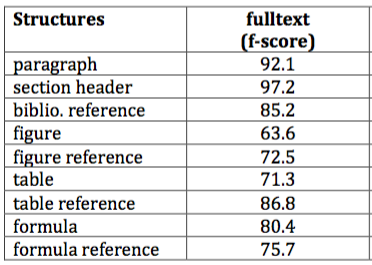 Structures fulltext
(f-score)
paragraph 92.1
section header 97.2
biblio. reference 85.2
figure 63.6
figure reference 72.5
table 71.3
table reference 86.8
formula 80.4
formula reference 75.7